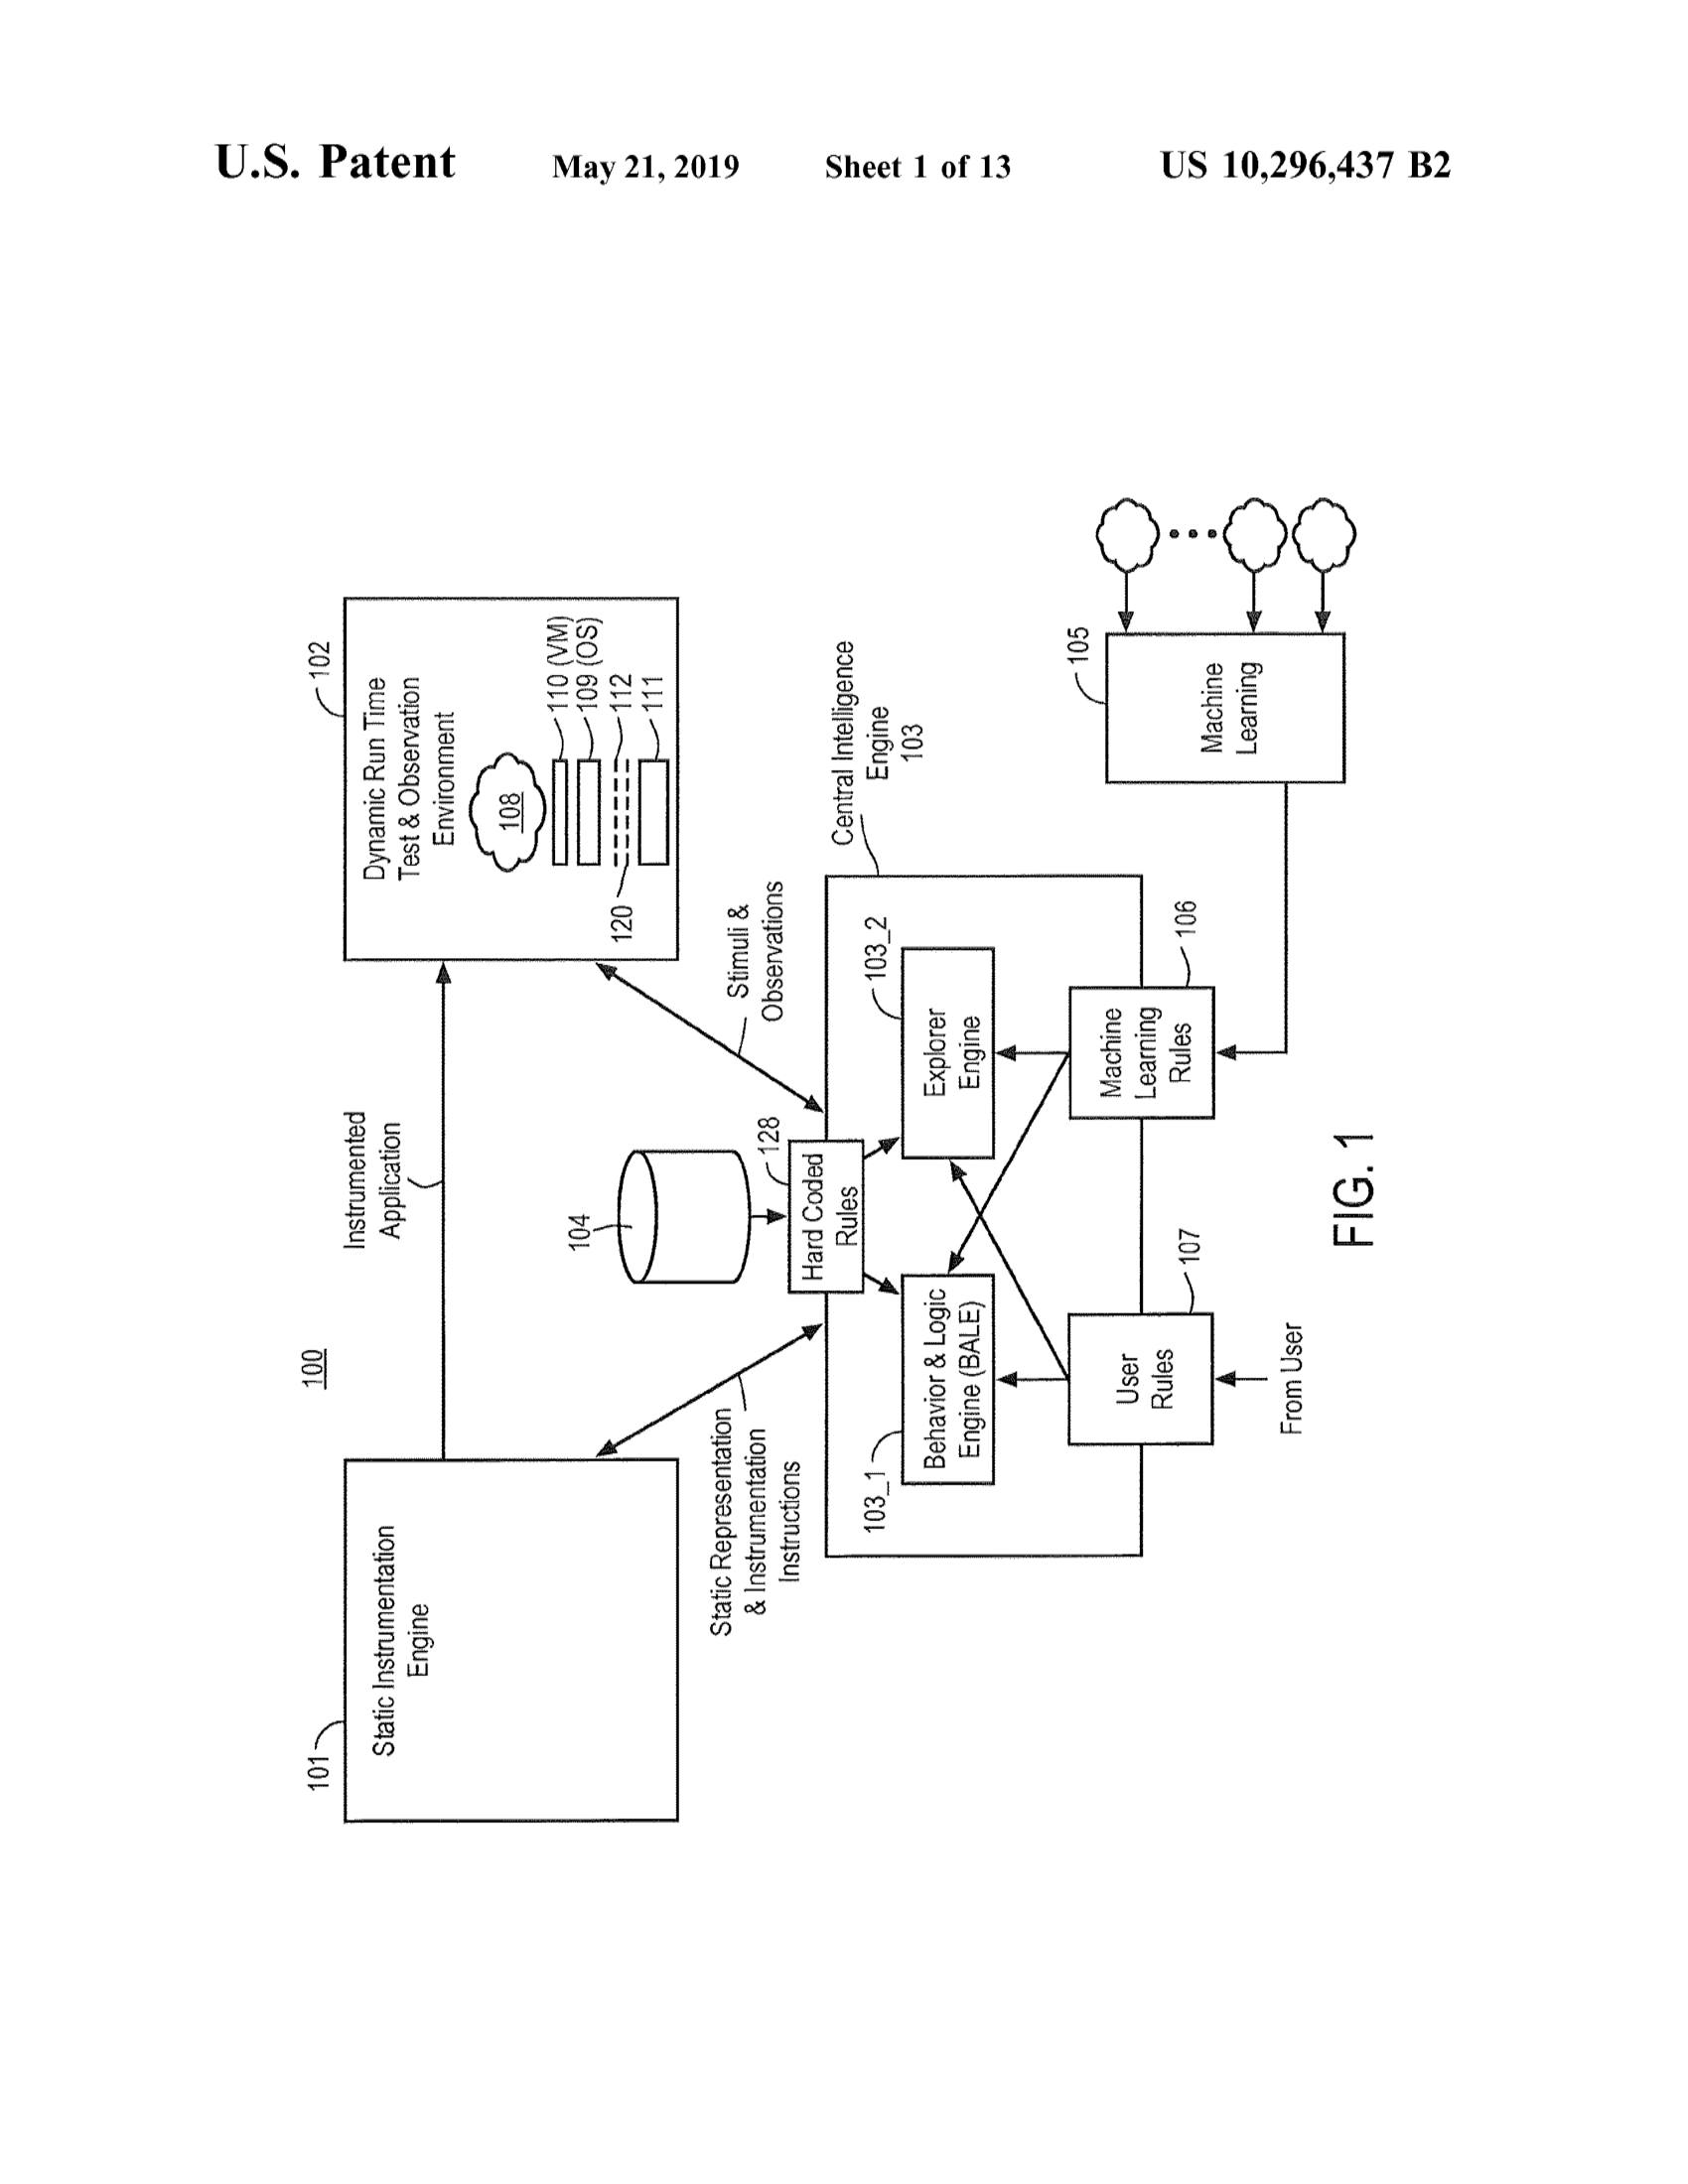 U.S. Patent May 21, 2019 Sheet 1 of 13 US 10,296,437 B2
100
101
Static Instrumentation
Engine
Instrumented
Application
102
Dynamic Run Time
Test & Observation
Environment
108
110 (VM)
109 (OS)
112
111
120
104
Static Representation
& Instrumentation
Instructions
Stimuli &
Observations
128
Hard Coded
Rules
Central Intelligence
Engine
103
103_1
Behavior & Logic
Engine (BALE)
103_2
Explorer
Engine
107
User
Rules
From User
106
Machine
Learning
Rules
105
Machine
Learning
FIG. 1